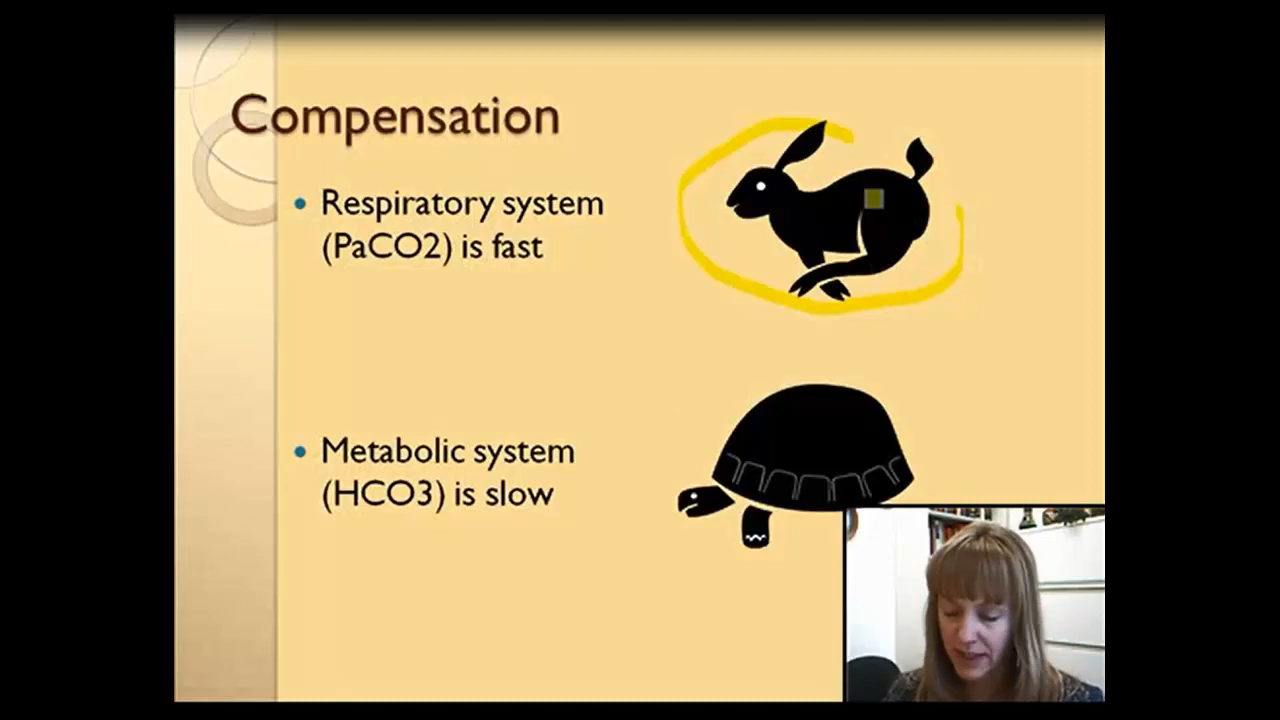 Compensation
Respiratory system
(PaCO2) is fast
Metabolic system
(HCO3) is slow